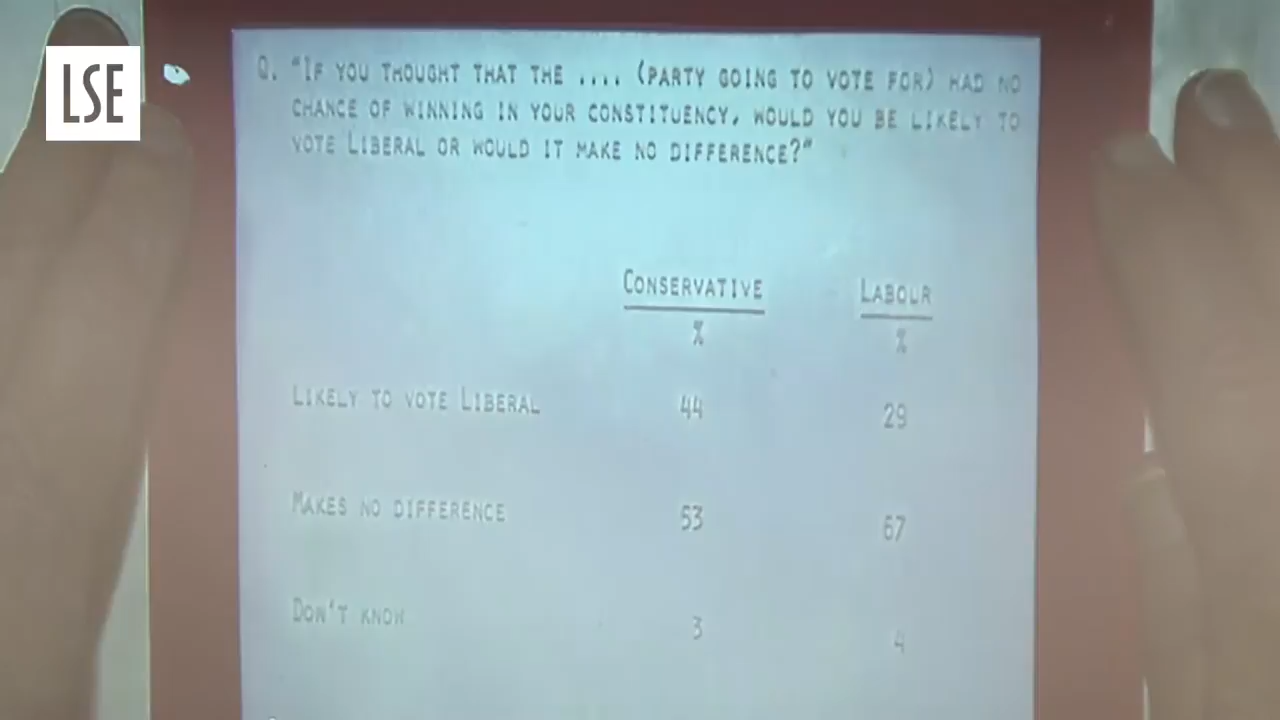 LSE
Q. "IF YOU THOUGHT THAT THE .... (PARTY GOING TO VOTE FOR) HAD NO
CHANCE OF WINNING IN YOUR CONSTITUENCY, WOULD YOU BE LIKELY TO
VOTE LIBERAL OR WOULD IT MAKE NO DIFFERENCE?"
CONSERVATIVE LABOUR
% %
LIKELY TO VOTE LIBERAL 44 29
MAKES NO DIFFERENCE 53 67
DON'T KNOW 3 4